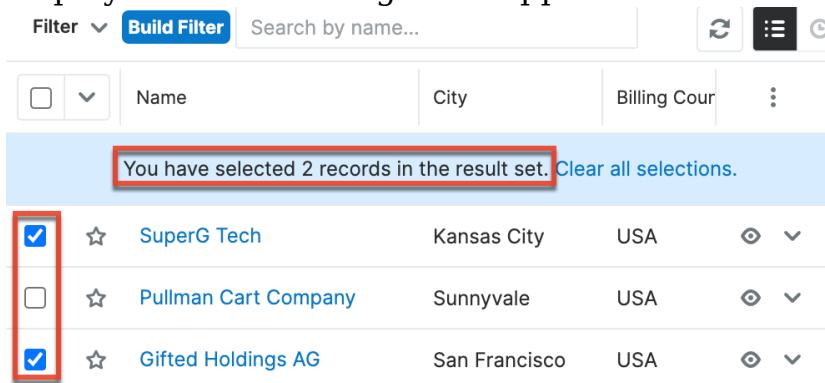 Filter Build Filter Search by name...
Name City Billing Cour
You have selected 2 records in the result set. Clear all selections.
SuperG Tech Kansas City USA
Pullman Cart Company Sunnyvale USA
Gifted Holdings AG San Francisco USA